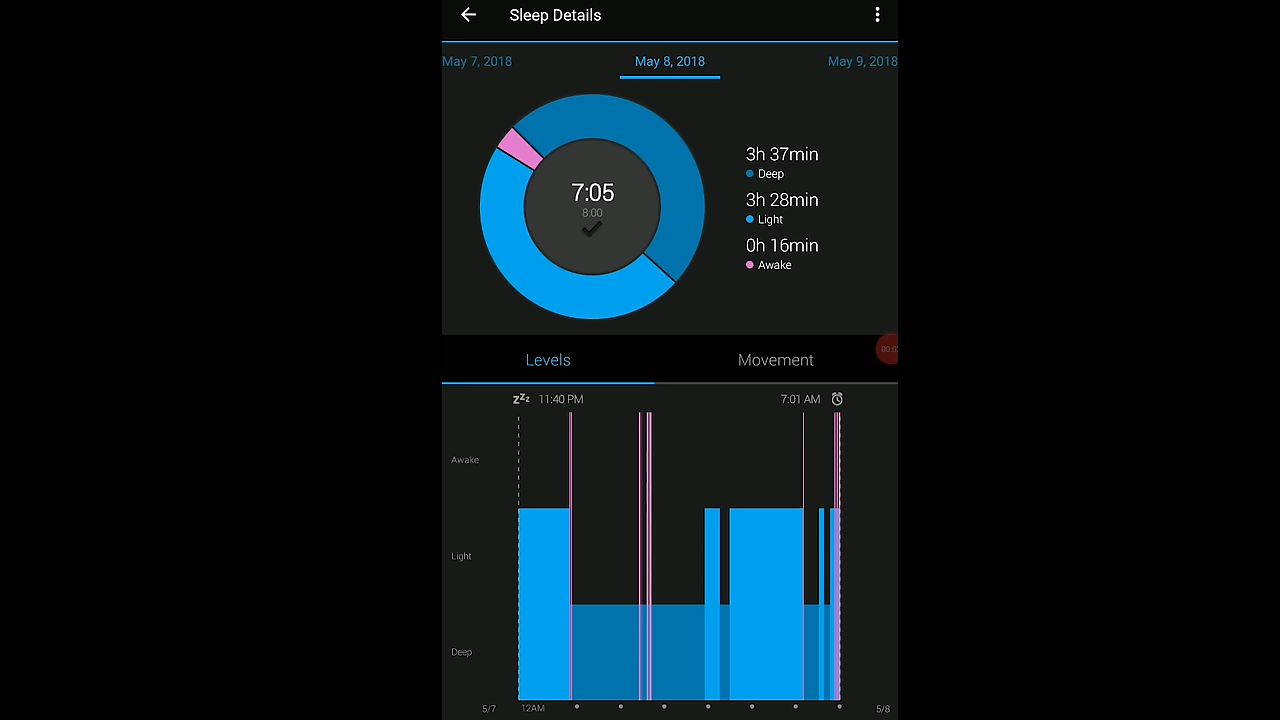 Sleep Details
May 7, 2018
May 8, 2018
May 9, 2018
7:05
8:00
3h 37min
Deep
3h 28min
Light
0h 16min
Awake
Levels
Movement
zzz 11:40 PM
7:01 AM
Awake
Light
Deep
5/7
12AM
5/8